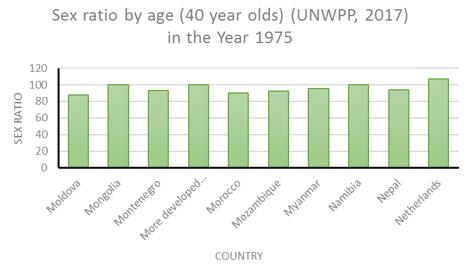 Sex ratio by age (40 year olds) (UNWPP, 2017)
in the Year 1975
120
100
80
60
40
20
0
SEX RATIO
Moldova
Mongolia
Montenegro
More developed…
Morocco
Mozambique
Myanmar
Namibia
Nepal
Netherlands
COUNTRY